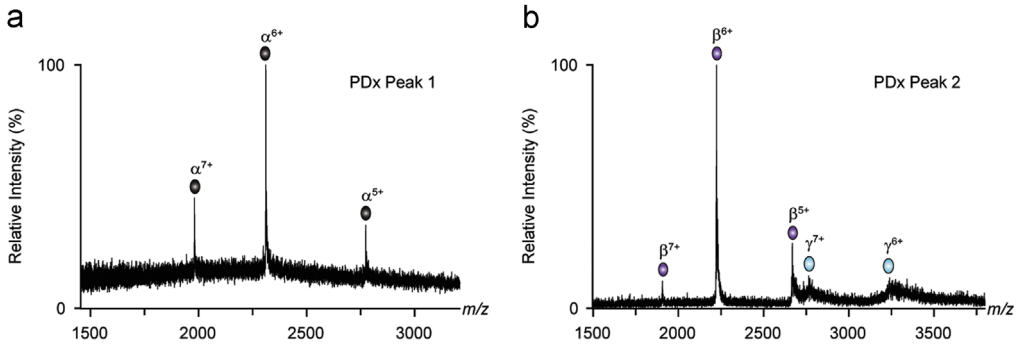 a
α6+
100
PDx Peak 1
α7+
α5+
Relative Intensity (%)
0
m/z
1500 2000 2500 3000
b
β6+
100
PDx Peak 2
β5+
γ7+
γ6+
β7+
Relative Intensity (%)
0
m/z
1500 2000 2500 3000 3500